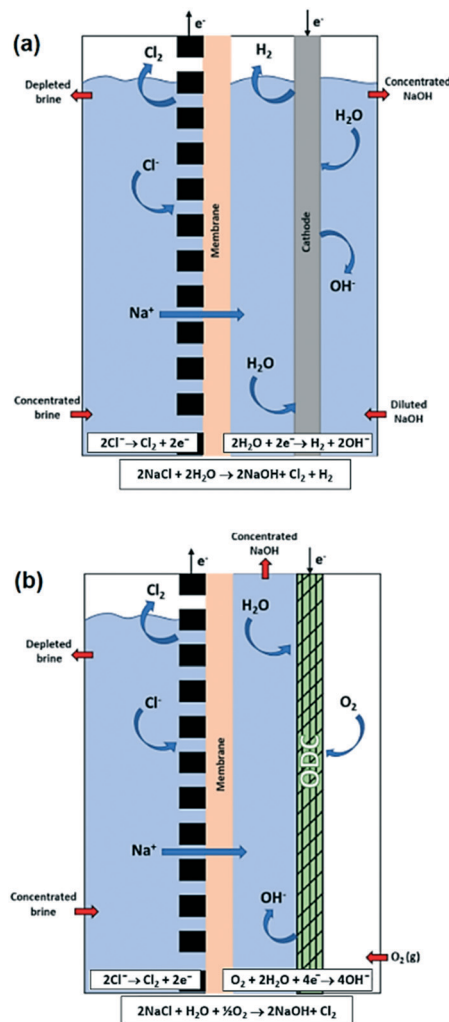 (a)
e⁻
e⁻
Cl₂
H₂
Depleted
brine
Concentrated
NaOH
H₂O
Cl⁻
Membrane
Cathode
OH⁻
Na⁺
H₂O
Concentrated
brine
Diluted
NaOH
2Cl⁻→ Cl₂ + 2e⁻
2H₂O + 2e⁻→ H₂ + 2OH⁻
2NaCl + 2H₂O → 2NaOH+ Cl₂ + H₂
Concentrated
NaOH
(b)
e⁻
e⁻
Cl₂
H₂O
Depleted
brine
Cl⁻
O₂
Membrane
ODC
Na⁺
Concentrated
brine
OH⁻
O₂ (g)
2Cl⁻→ Cl₂ + 2e⁻
O₂ + 2H₂O + 4e⁻→ 4OH⁻
2NaCl + H₂O + ½O₂ → 2NaOH + Cl₂